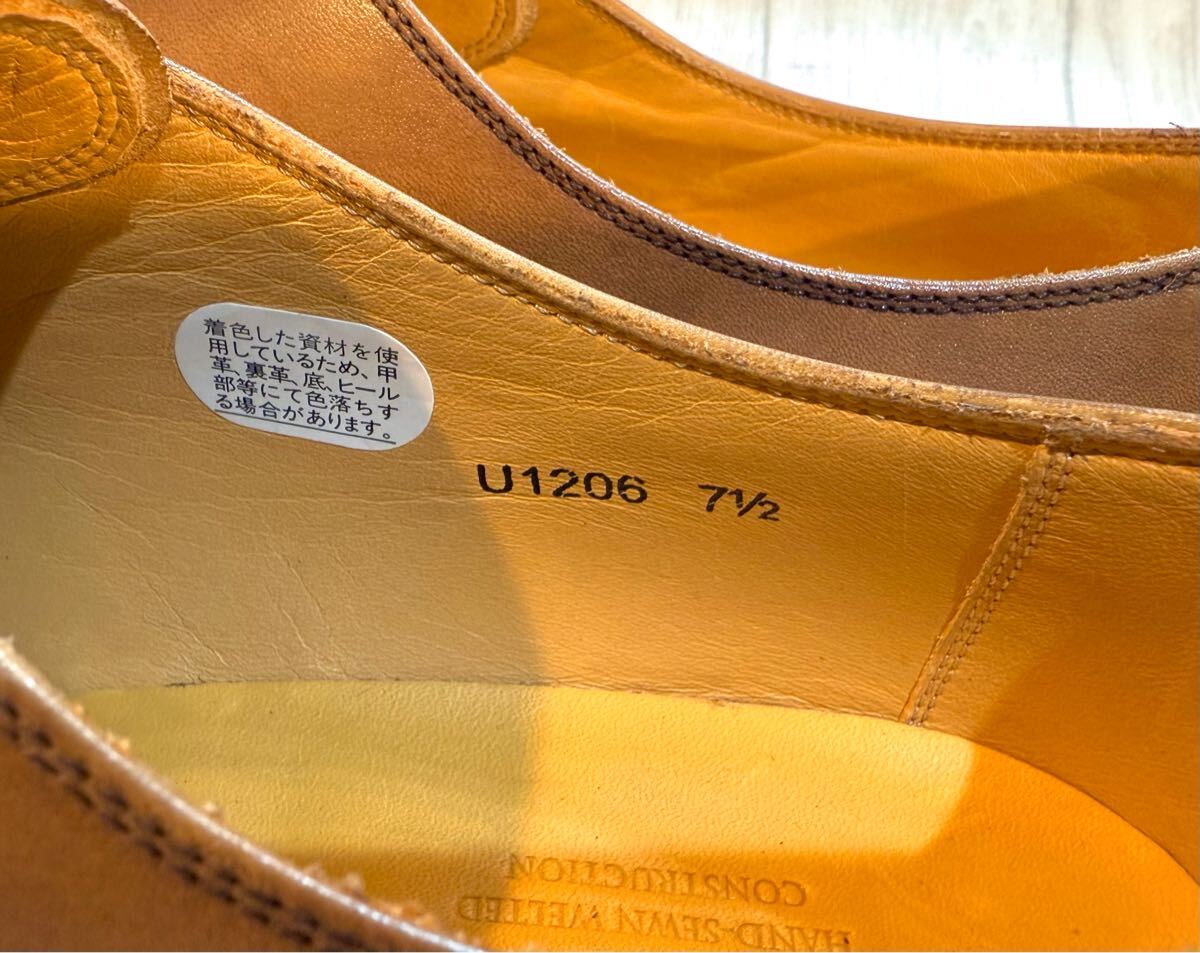 着色した資材を使
用しているため、甲
革、裏革、底、ヒール
部等にて色落ちす
る場合があります。
U1206 7½
HAND-SEWN WELTED
CONSTRUCTION